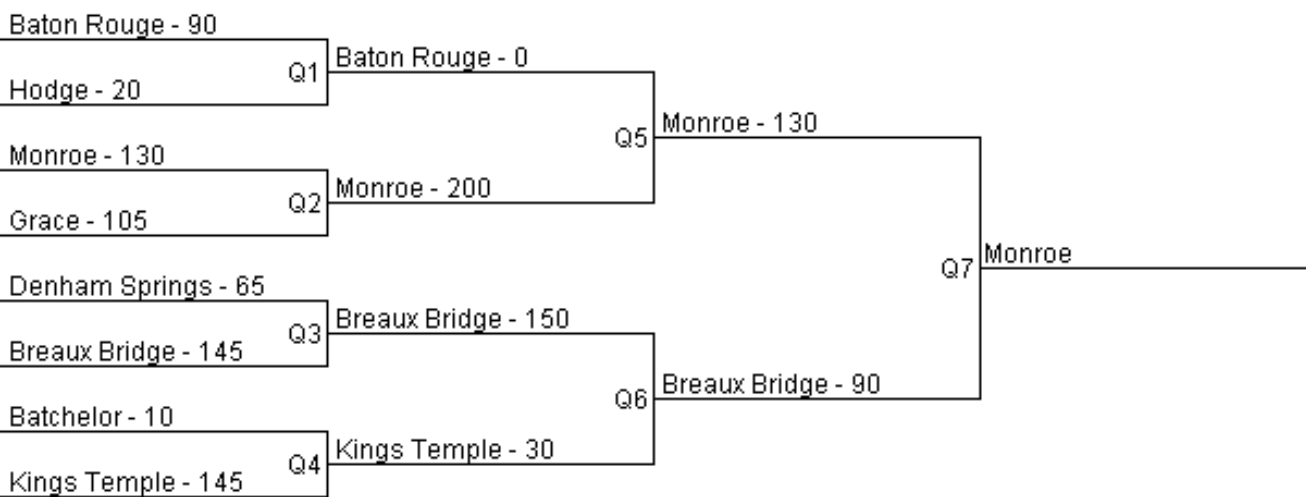 Baton Rouge - 90
Q1
Baton Rouge - 0
Hodge - 20
Q5
Monroe - 130
Monroe - 130
Q2
Monroe - 200
Grace - 105
Q7
Monroe
Denham Springs - 65
Q3
Breaux Bridge - 150
Breaux Bridge - 145
Q6
Breaux Bridge - 90
Batchelor - 10
Q4
Kings Temple - 30
Kings Temple - 145